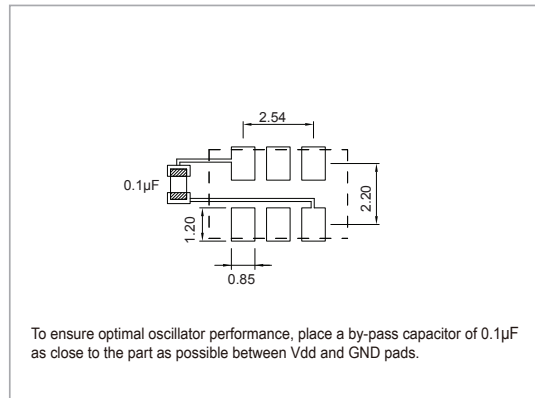 2.54
0.1µF
2.20
1.20
0.85
To ensure optimal oscillator performance, place a by-pass capacitor of 0.1µF
as close to the part as possible between Vdd and GND pads.